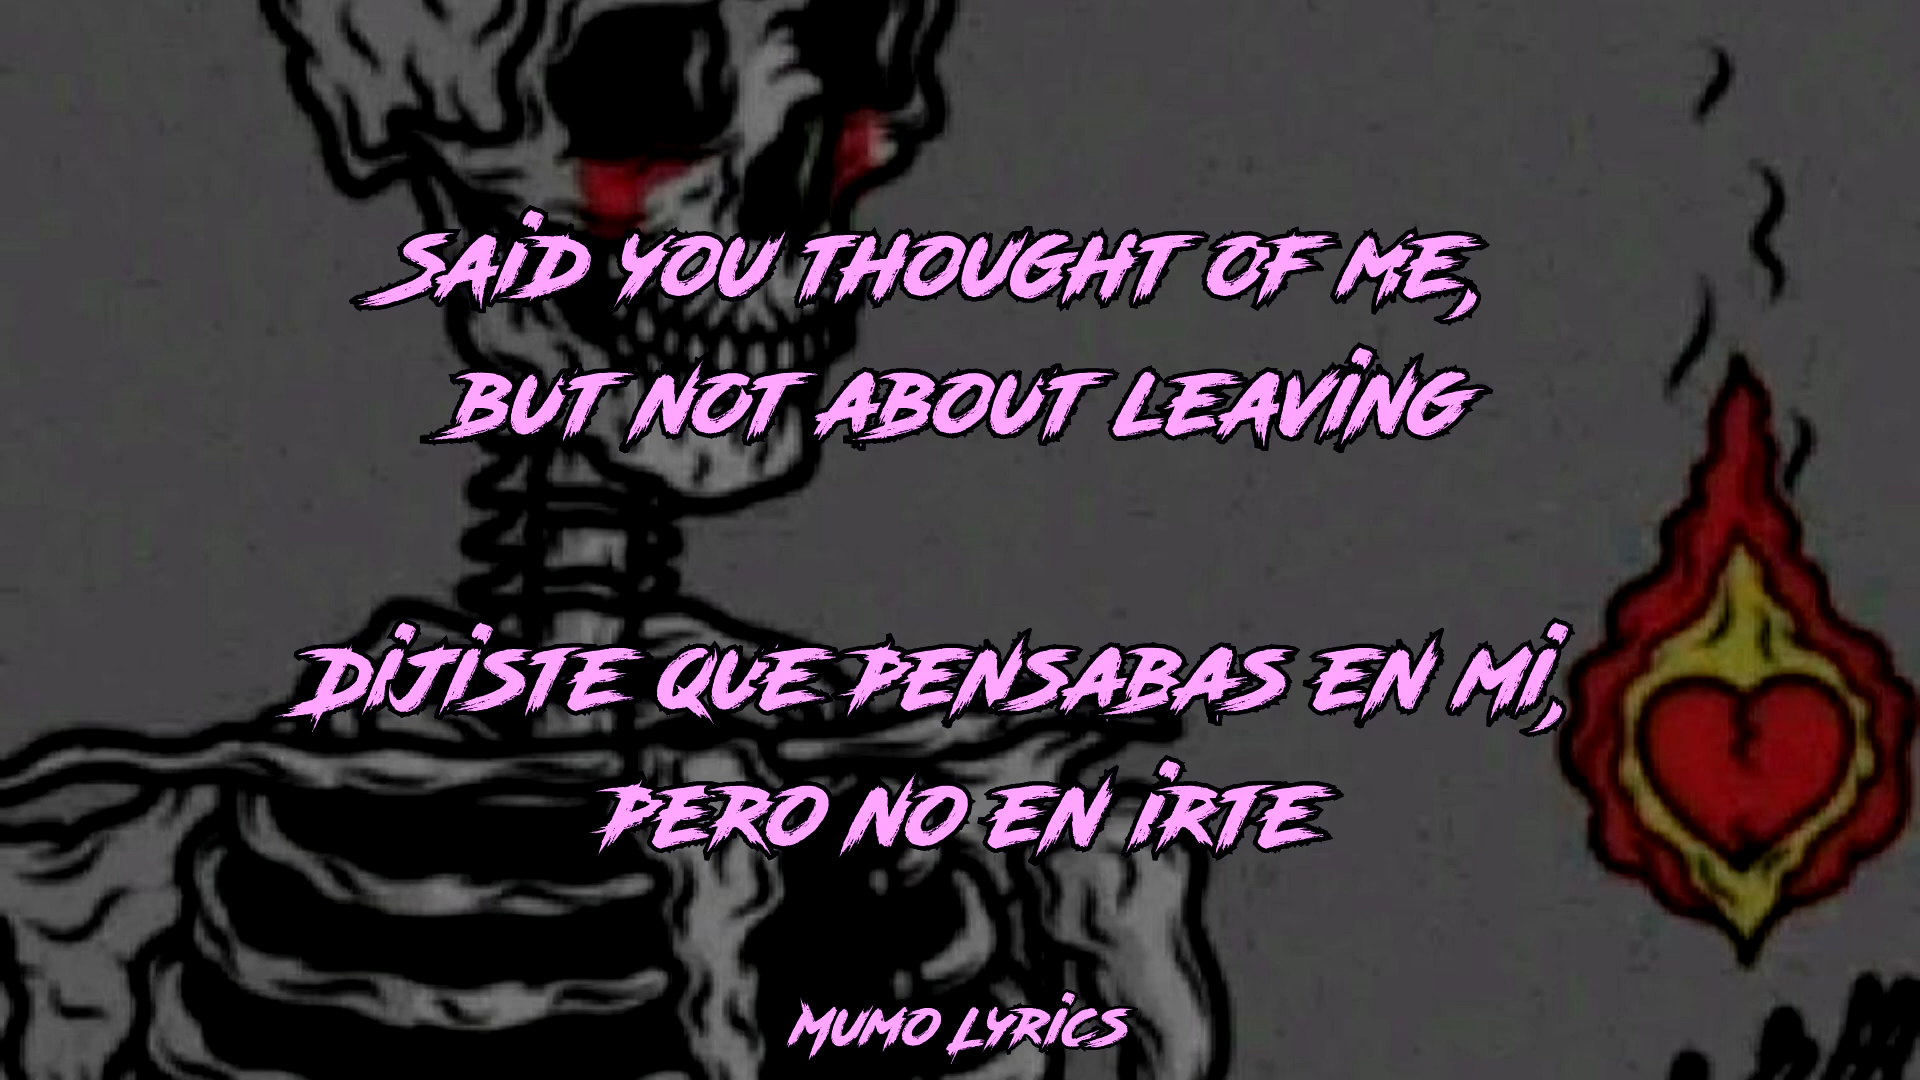 SAID YOU THOUGHT OF ME,
BUT NOT ABOUT LEAVING
DIJISTE QUE PENSABAS EN MI,
PERO NO EN IRTE
MUMO LYRICS